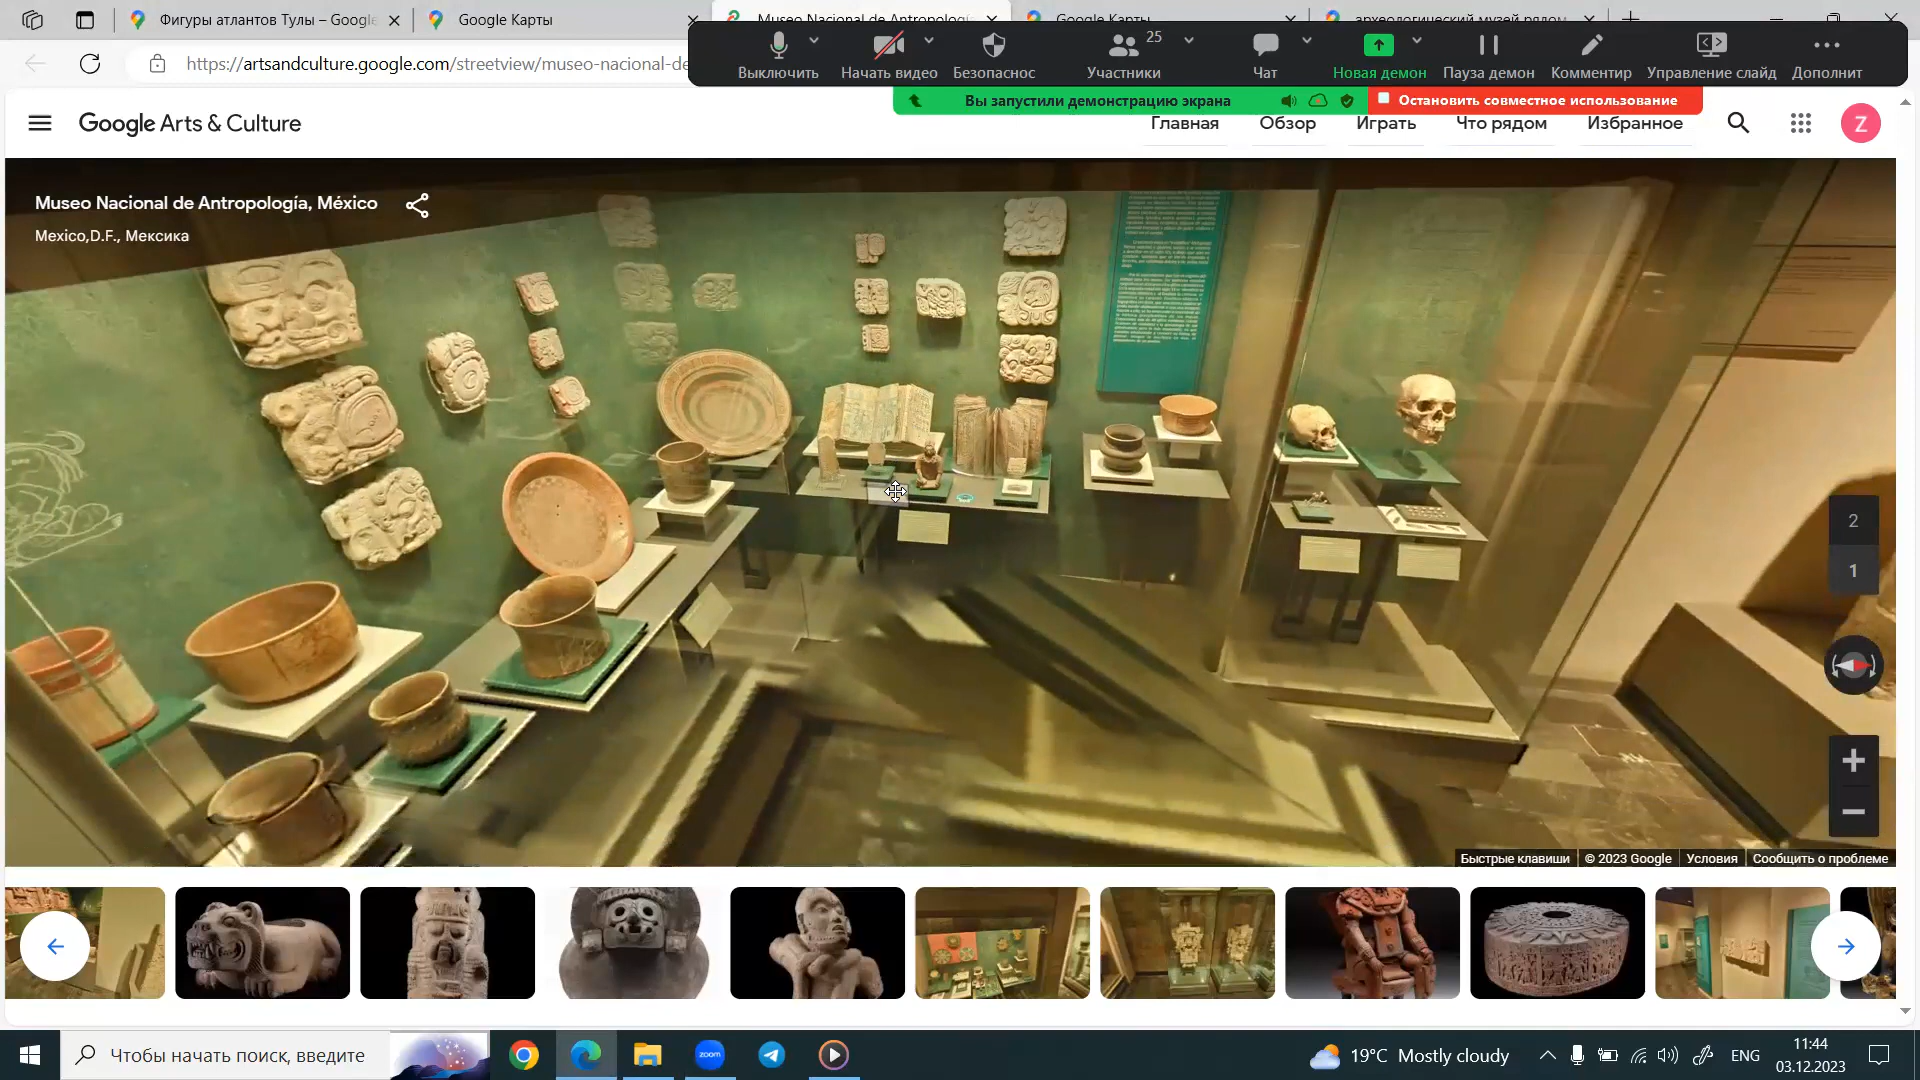 Фигуры атлантов Тулы – Google
Google Карты
Museo Nacional de Antropología
Google Карты
археологический музей рядом
https://artsandculture.google.com/streetview/museo-nacional-de
Выключить
Начать видео
Безопаснос
25
Участники
Чат
Новая демон
Пауза демон
Комментир
Управление слайд
Дополнит
Вы запустили демонстрацию экрана
Остановить совместное использование
Google Arts & Culture
Главная
Обзор
Играть
Что рядом
Избранное
Z
Museo Nacional de Antropología, México
Mexico,D.F., Мексика
2
1
Быстрые клавиши
© 2023 Google
Условия
Сообщить о проблеме
Чтобы начать поиск, введите
zoom
19°C Mostly cloudy
ENG
11:44
03.12.2023